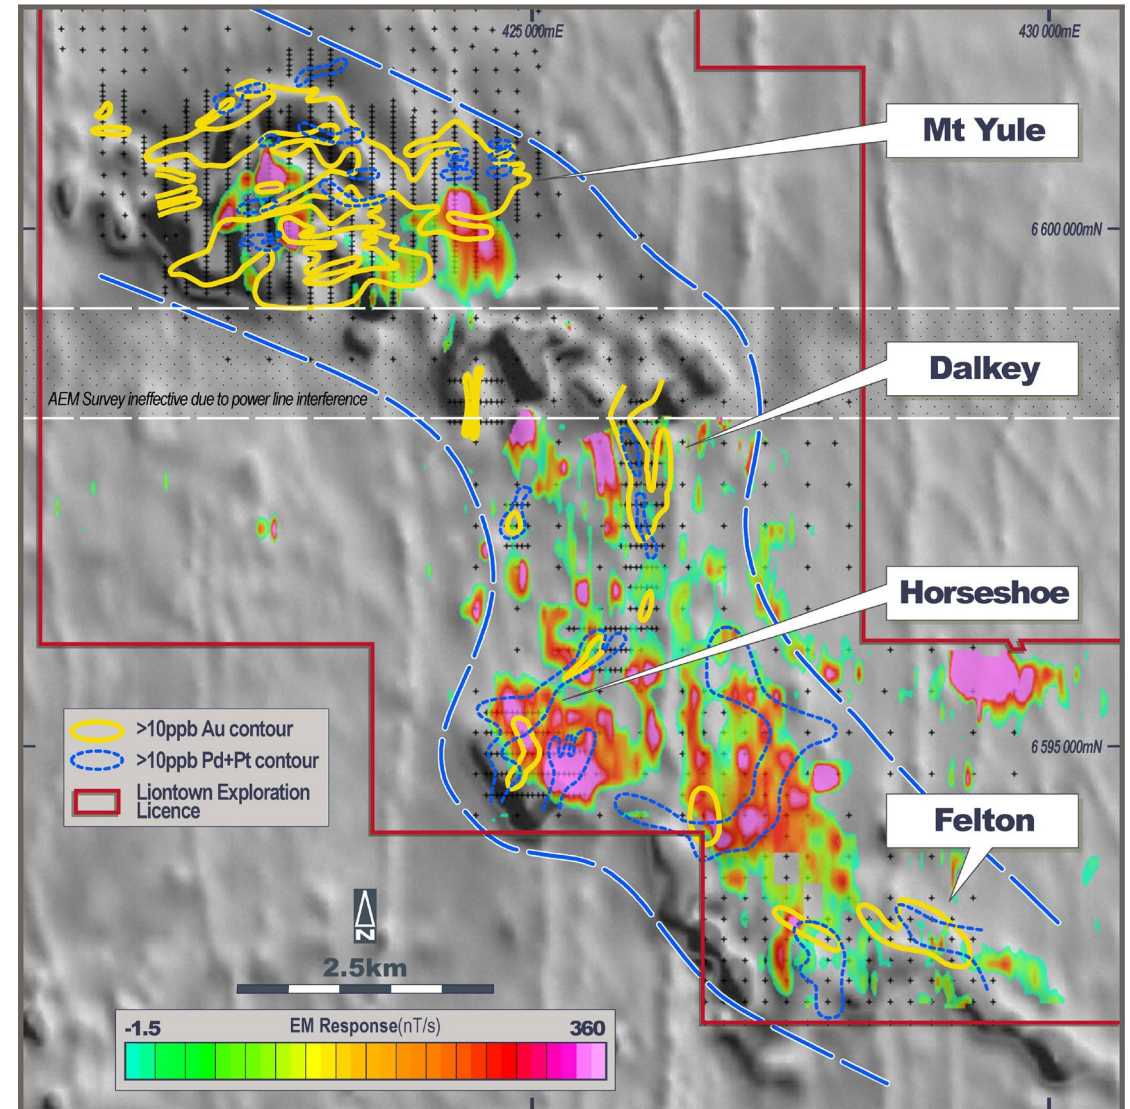 425 000mE
430 000mE
Mt Yule
6 600 000mN
Dalkey
AEM Survey ineffective due to power line interference
Horseshoe
>10ppb Au contour
>10ppb Pd+Pt contour
Liontown Exploration
Licence
6 595 000mN
Felton
N
2.5km
-1.5
EM Response(nT/s)
360